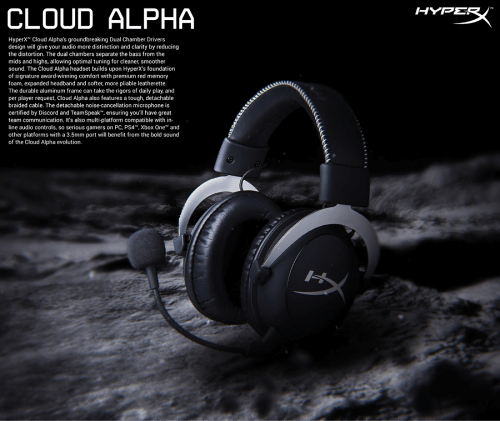 CLOUD ALPHA
HYPERX™
HyperX™ Cloud Alpha's groundbreaking Dual Chamber Drivers
design will give your audio more distinction and clarity by reducing
the distortion. The dual chambers separate the bass from the
mids and highs, allowing optimal tuning for cleaner, smoother
sound. The Cloud Alpha headset builds upon HyperX's foundation
of signature award-winning comfort with premium red memory
foam, expanded headband and softer, more pliable leatherette.
The durable aluminum frame can take the rigors of daily play, and
per player request, Cloud Alpha also features a tough, detachable
braided cable. The detachable noise-cancellation microphone is
certified by Discord and TeamSpeak™, ensuring you'll have great
team communication. It's also multi-platform compatible with in-
line audio controls, so serious gamers on PC, PS4™, Xbox One™ and
other platforms with a 3.5mm port will benefit from the bold sound
of the Cloud Alpha evolution.
HX